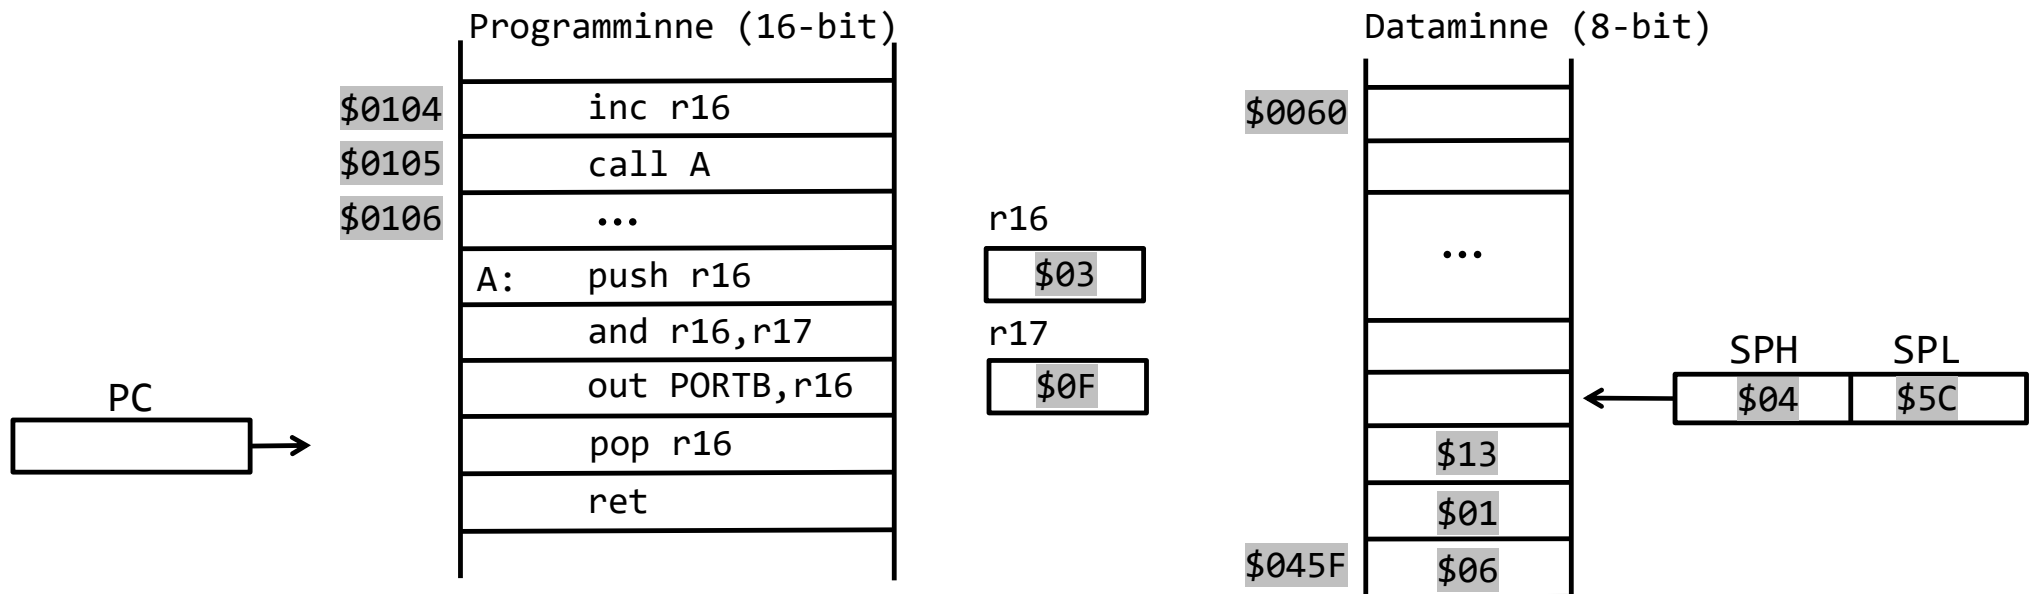 Programminne (16-bit)
$0104 inc r16
$0105 call A
$0106 ...
A: push r16
and r16,r17
out PORTB,r16
pop r16
ret
PC
r16
$03
r17
$0F
Dataminne (8-bit)
$0060
...
$13
$01
$045F $06
SPH SPL
$04 $5C